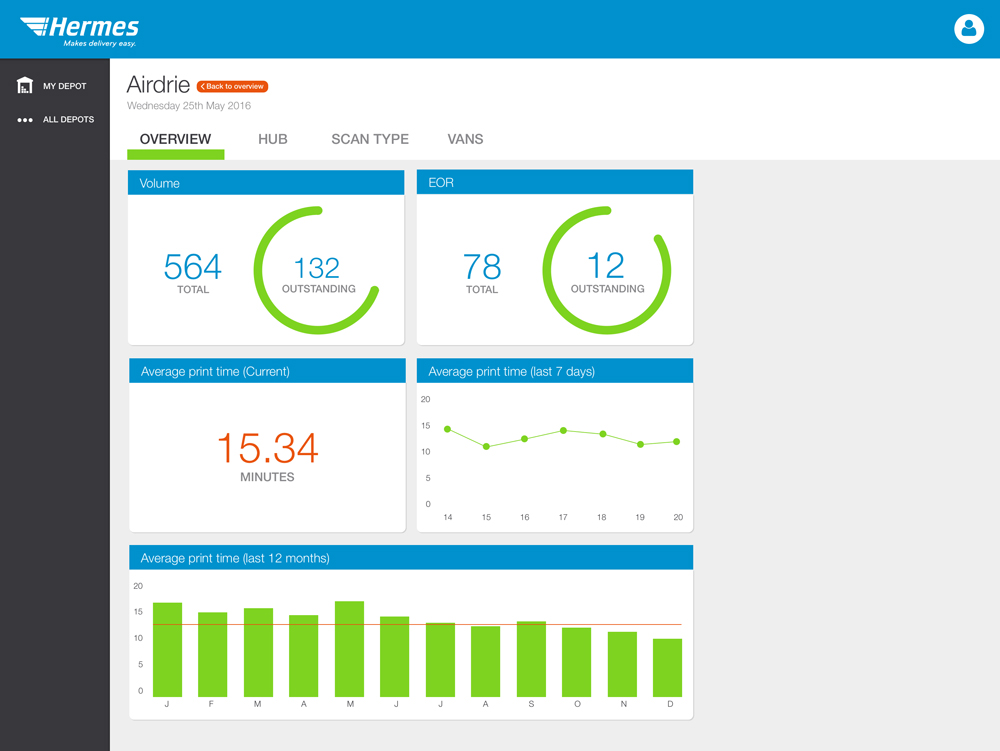 Hermes
Makes delivery easy.
MY DEPOT
ALL DEPOTS
Airdrie
Back to overview
Wednesday 25th May 2016
OVERVIEW HUB SCAN TYPE VANS
Volume
564
TOTAL
132
OUTSTANDING
EOR
78
TOTAL
12
OUTSTANDING
Average print time (Current)
15.34
MINUTES
Average print time (last 7 days)
20
15
10
5
0
14 15 16 17 18 19 20
Average print time (last 12 months)
20
15
10
5
0
J F M A M J J A S O N D